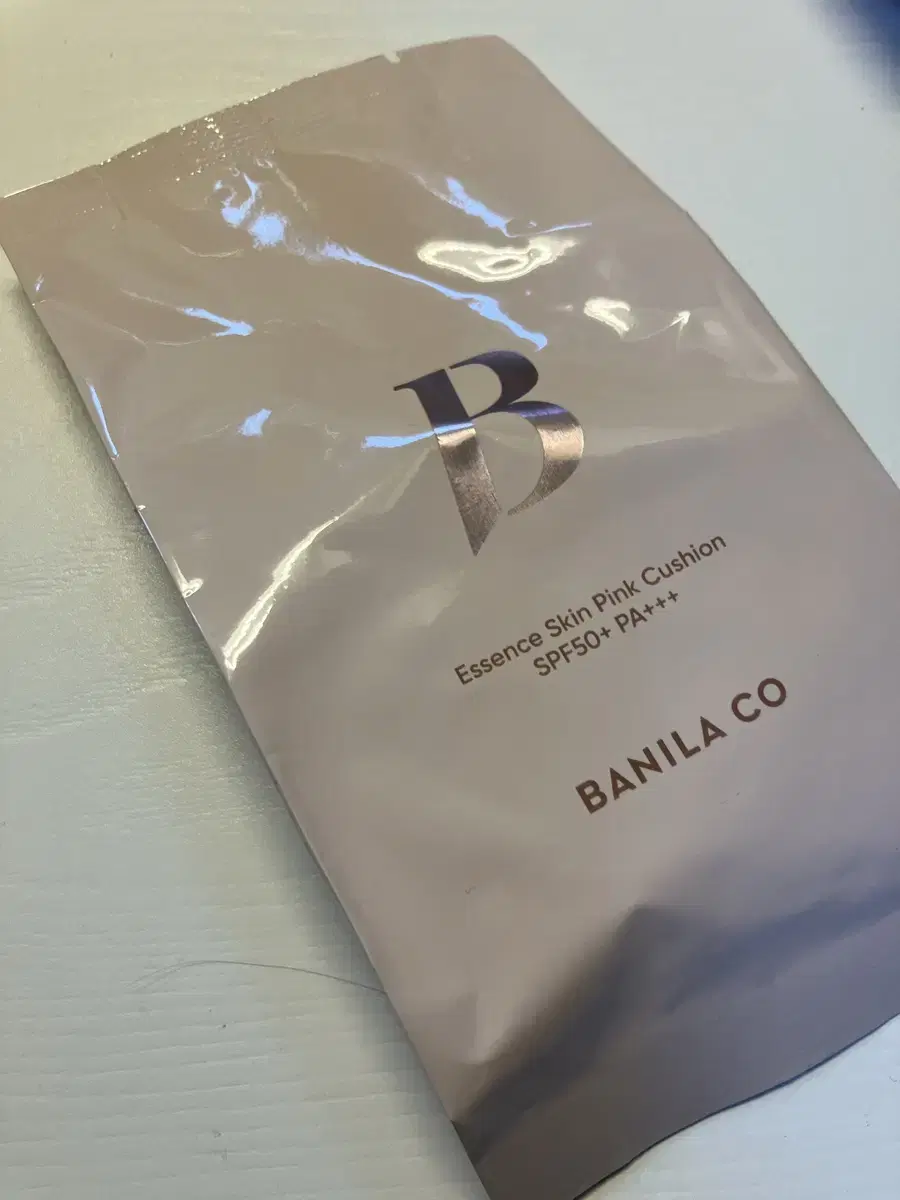 B
Essence Skin Pink Cushion
SPF50+ PA+++
BANILA CO